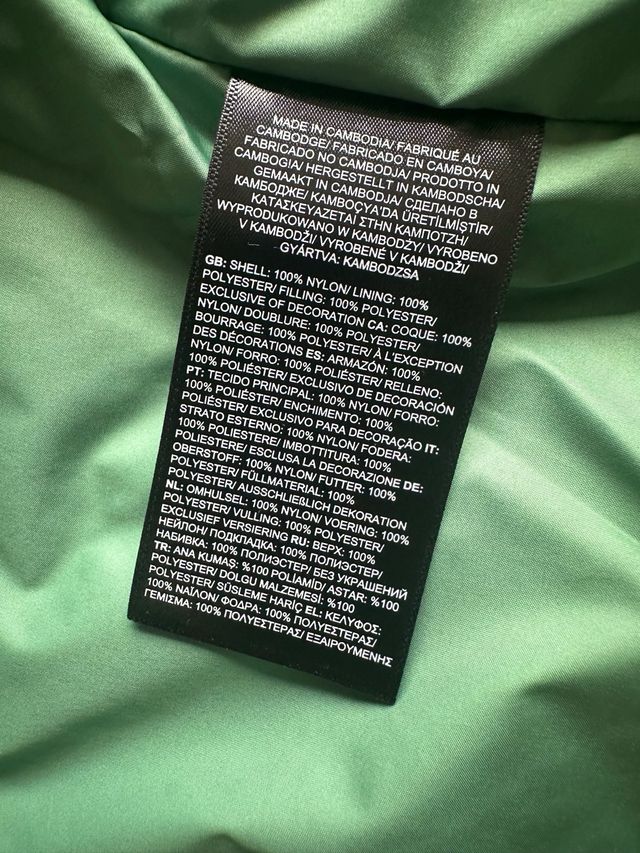 MADE IN CAMBODIA/ FABRIQUÉ AU
CAMBODGE/ FABRICADO EN CAMBOYA/
FABRICADO NO CAMBODJA/ PRODOTTO IN
CAMBOGIA/ HERGESTELLT IN KAMBODSCHA/
GEMAAKT IN CAMBODJA/ СДЕЛАНО В
КАМБОДЖЕ/ KAMBOÇYA'DA ÜRETİLMİŞTİR/
ΚΑΤΑΣΚΕΥΑΖΕΤΑΙ ΣΤΗΝ ΚΑΜΠΟΤΖΗ/
WYPRODUKOWANO W KAMBODŻY/ VYROBENO
V KAMBODŽI/ VYROBENÉ V KAMBODŽI/
GYÁRTVA: KAMBODZSA
GB: SHELL: 100% NYLON/ LINING: 100%
POLYESTER/ FILLING: 100% POLYESTER/
EXCLUSIVE OF DECORATION CA: COQUE: 100%
NYLON/ DOUBLURE: 100% POLYESTER/
BOURRAGE: 100% POLYESTER/ À L'EXCEPTION
DES DÉCORATIONS ES: ARMAZÓN: 100%
NYLON/ FORRO: 100% POLIÉSTER/ RELLENO:
100% POLIÉSTER/ EXCLUSIVO DE DECORACIÓN
PT: TECIDO PRINCIPAL: 100% NYLON/ FORRO:
100% POLIÉSTER/ ENCHIMENTO: 100%
POLIÉSTER/ EXCLUSIVO PARA DECORAÇÃO IT:
STRATO ESTERNO: 100% NYLON/ FODERA:
100% POLIESTERE/ IMBOTTITURA: 100%
POLIESTERE/ ESCLUSA LA DECORAZIONE DE:
OBERSTOFF: 100% NYLON/ FUTTER: 100%
POLYESTER/ FÜLLMATERIAL: 100%
POLYESTER/ AUSSCHLIEßLICH DEKORATION
NL: OMHULSEL: 100% NYLON/ VOERING: 100%
POLYESTER/ VULLING: 100% POLYESTER/
EXCLUSIEF VERSIERING RU: ВЕРХ: 100%
НЕЙЛОН/ ПОДКЛАДКА: 100% ПОЛИЭСТЕР/
НАБИВКА: 100% ПОЛИЭСТЕР/ БЕЗ УКРАШЕНИЙ
TR: ANA KUMAŞ: %100 POLİAMİD/ ASTAR: %100
POLYESTER/ DOLGU MALZEMESİ: %100
POLYESTER/ SÜSLEME HARİÇ EL: ΚΕΛΥΦΟΣ:
100% ΝΑΪΛΟΝ/ ΦΟΔΡΑ: 100% ΠΟΛΥΕΣΤΕΡΑΣ/
ΓΕΜΙΣΜΑ: 100% ΠΟΛΥΕΣΤΕΡΑΣ/ ΕΞΑΙΡΟΥΜΕΝΗΣ